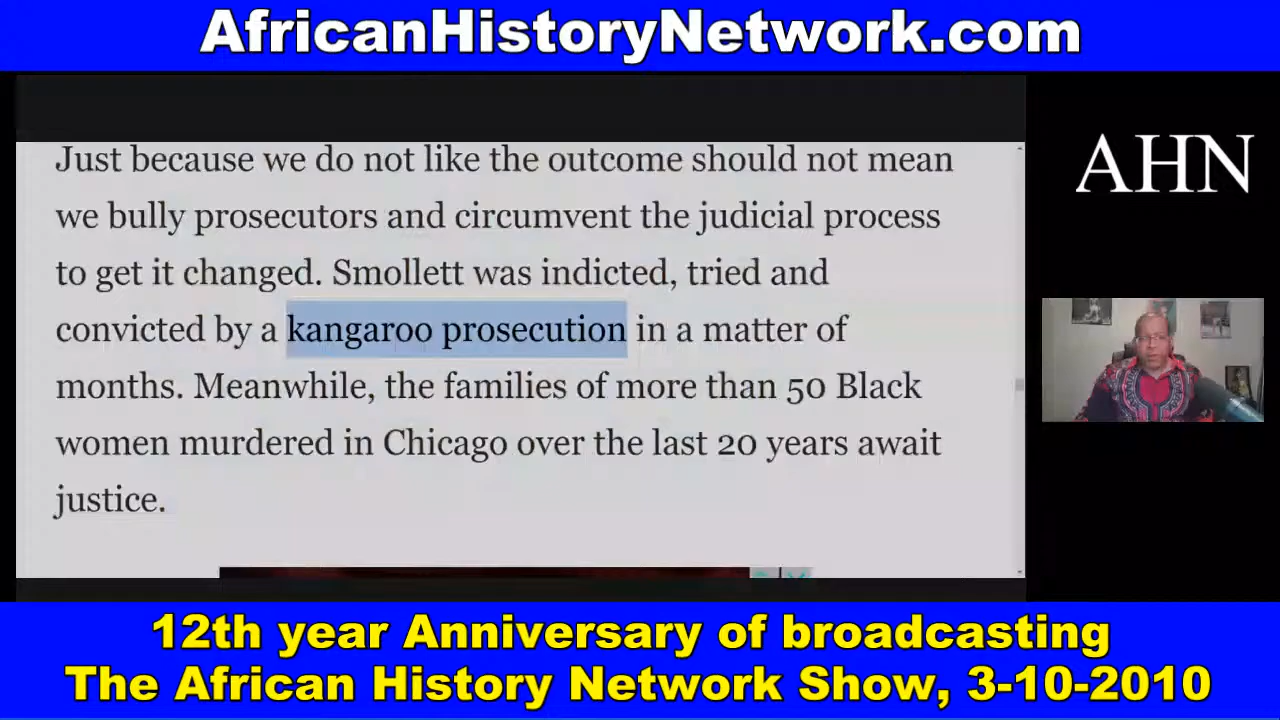 AfricanHistoryNetwork.com
Just because we do not like the outcome should not mean
we bully prosecutors and circumvent the judicial process
to get it changed. Smollett was indicted, tried and
convicted by a kangaroo prosecution in a matter of
months. Meanwhile, the families of more than 50 Black
women murdered in Chicago over the last 20 years await
justice.
AHN
12th year Anniversary of broadcasting
The African History Network Show, 3-10-2010